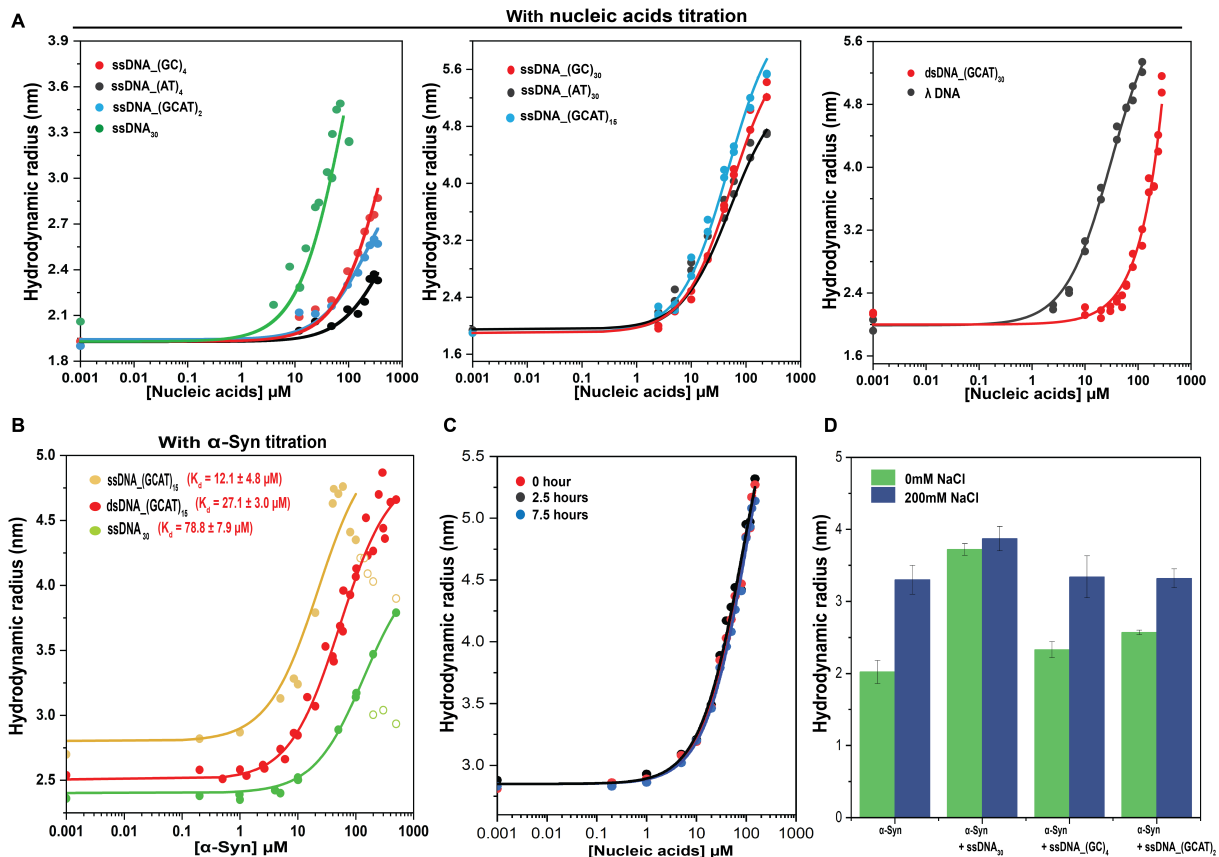 With nucleic acids titration
A
Hydrodynamic radius (nm)
3.9
3.6
3.3
3.0
2.7
2.4
2.1
1.8
ssDNA_(GC)4
ssDNA_(AT)4
ssDNA_(GCAT)2
ssDNA30
0.001 0.01 0.1 1 10 100 1000
[Nucleic acids] µM
Hydrodynamic radius (nm)
5.6
4.8
4.0
3.2
2.4
1.6
ssDNA_(GC)30
ssDNA_(AT)30
ssDNA_(GCAT)15
0.001 0.01 0.1 1 10 100 1000
[Nucleic acids] µM
Hydrodynamic radius (nm)
5.6
4.8
4.0
3.2
2.4
1.6
dsDNA_(GCAT)30
λ DNA
0.001 0.01 0.1 1 10 100 1000
[Nucleic acids] µM
B
With α-Syn titration
Hydrodynamic radius (nm)
5.0
4.5
4.0
3.5
3.0
2.5
ssDNA_(GCAT)15 (Kd = 12.1 ± 4.8 µM)
dsDNA_(GCAT)15 (Kd = 27.1 ± 3.0 µM)
ssDNA30 (Kd = 78.8 ± 7.9 µM)
0.001 0.01 0.1 1 10 100 1000
[α-Syn] µM
C
Hydrodynamic radius (nm)
5.5
5.0
4.5
4.0
3.5
3.0
0 hour
2.5 hours
7.5 hours
0.001 0.01 0.1 1 10 100 1000
[Nucleic acids] µM
D
Hydrodynamic radius (nm)
5
4
3
2
1
0
0mM NaCl
200mM NaCl
α-Syn α-Syn α-Syn α-Syn
+ ssDNA30 + ssDNA_(GC)4 + ssDNA_(GCAT)2